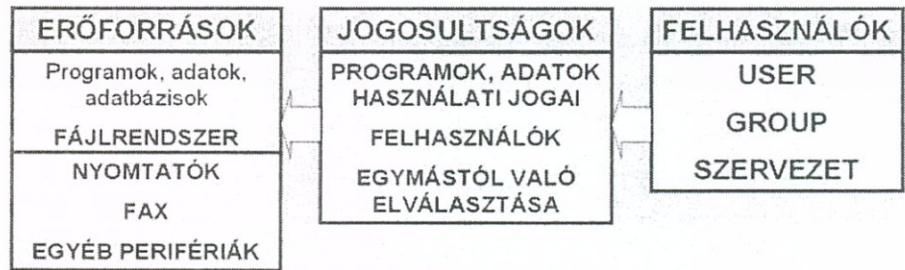 ERŐFORRÁSOK
Programok, adatok,
adatbázisok
FÁJLRENDSZER
NYOMTATÓK
FAX
EGYÉB PERIFÉRIÁK
JOGOSULTSÁGOK
PROGRAMOK, ADATOK
HASZNÁLATI JOGAI
FELHASZNÁLÓK
EGYMÁSTÓL VALÓ
ELVÁLASZTÁSA
FELHASZNÁLÓK
USER
GROUP
SZERVEZET